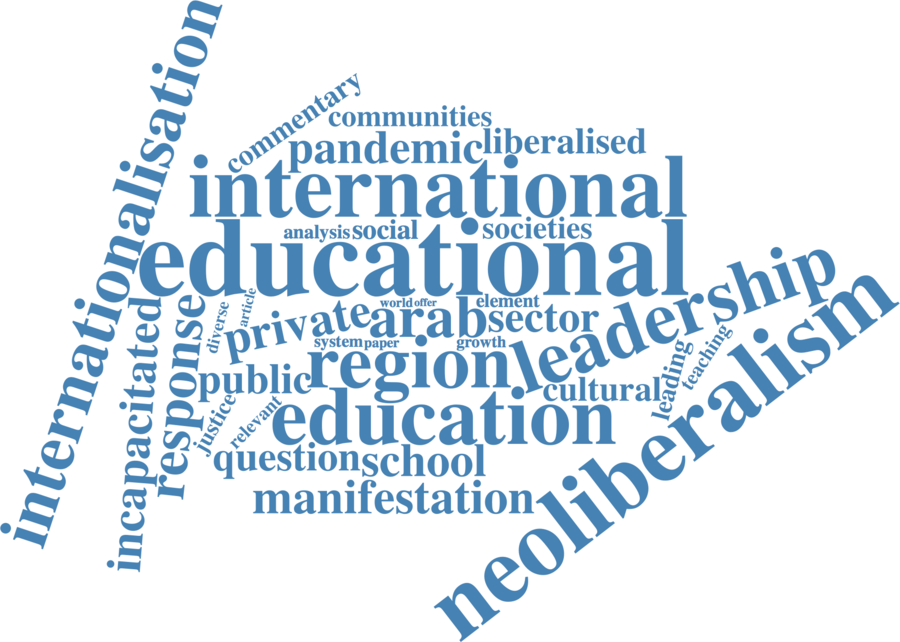 internationalisation
commentary
communities
pandemic
liberalised
international
analysis
social
societies
educational
world
offer
element
article
diverse
private
arab
sector
leadership
system
paper
growth
incapacitated
response
public
region
cultural
leading
teaching
neoliberalism
justice
relevant
education
question
school
manifestation